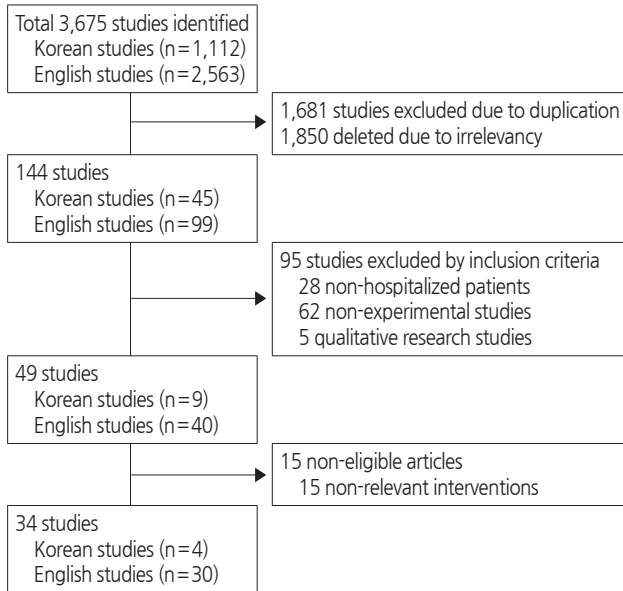 Total 3,675 studies identified
Korean studies (n=1,112)
English studies (n=2,563)
1,681 studies excluded due to duplication
1,850 deleted due to irrelevancy
144 studies
Korean studies (n=45)
English studies (n=99)
95 studies excluded by inclusion criteria
28 non-hospitalized patients
62 non-experimental studies
5 qualitative research studies
49 studies
Korean studies (n=9)
English studies (n=40)
15 non-eligible articles
15 non-relevant interventions
34 studies
Korean studies (n=4)
English studies (n=30)